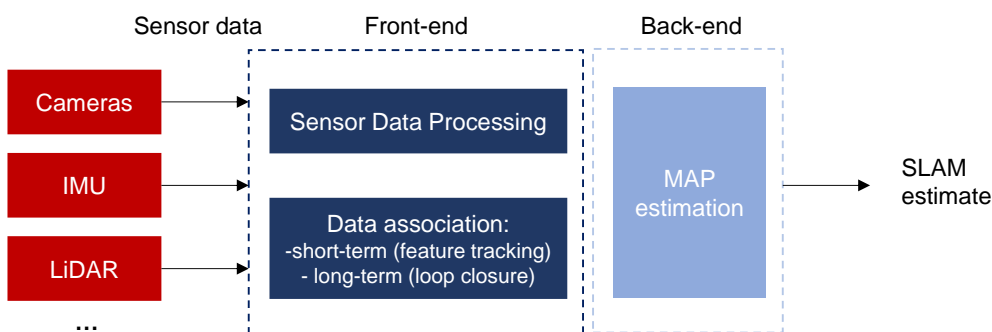 Sensor data
Front-end
Back-end
Cameras
IMU
LiDAR
...
Sensor Data Processing
Data association:
-short-term (feature tracking)
- long-term (loop closure)
MAP
estimation
SLAM
estimate